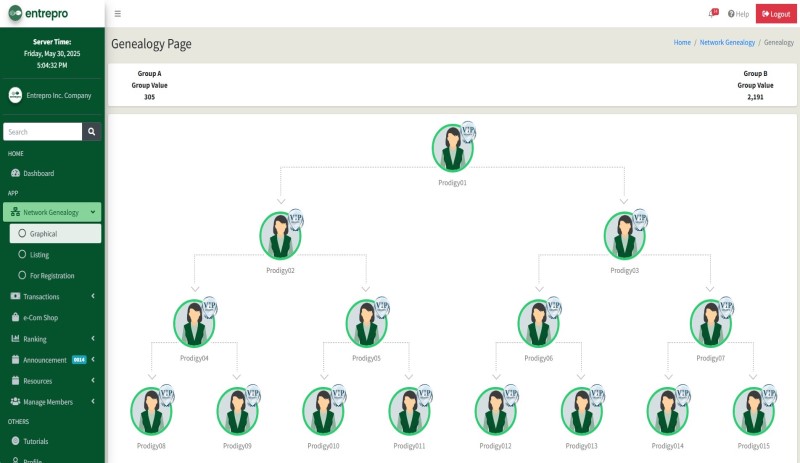 entrepro
☰
14
Help
Logout
Server Time:
Friday, May 30, 2025
5:04:32 PM
Entrepro Inc. Company
Search
HOME
Dashboard
APP
Network Genealogy
Graphical
Listing
For Registration
Transactions
e-Com Shop
Ranking
Announcement 0014
Resources
Manage Members
OTHERS
Tutorials
Profile
Genealogy Page
Home / Network Genealogy / Genealogy
Group A
Group Value
305
Group B
Group Value
2,191
VIP
Prodigy01
VIP VIP
Prodigy02 Prodigy03
VIP VIP VIP VIP
Prodigy04 Prodigy05 Prodigy06 Prodigy07
VIP VIP VIP VIP VIP VIP VIP VIP
Prodigy08 Prodigy09 Prodigy010 Prodigy011 Prodigy012 Prodigy013 Prodigy014 Prodigy015